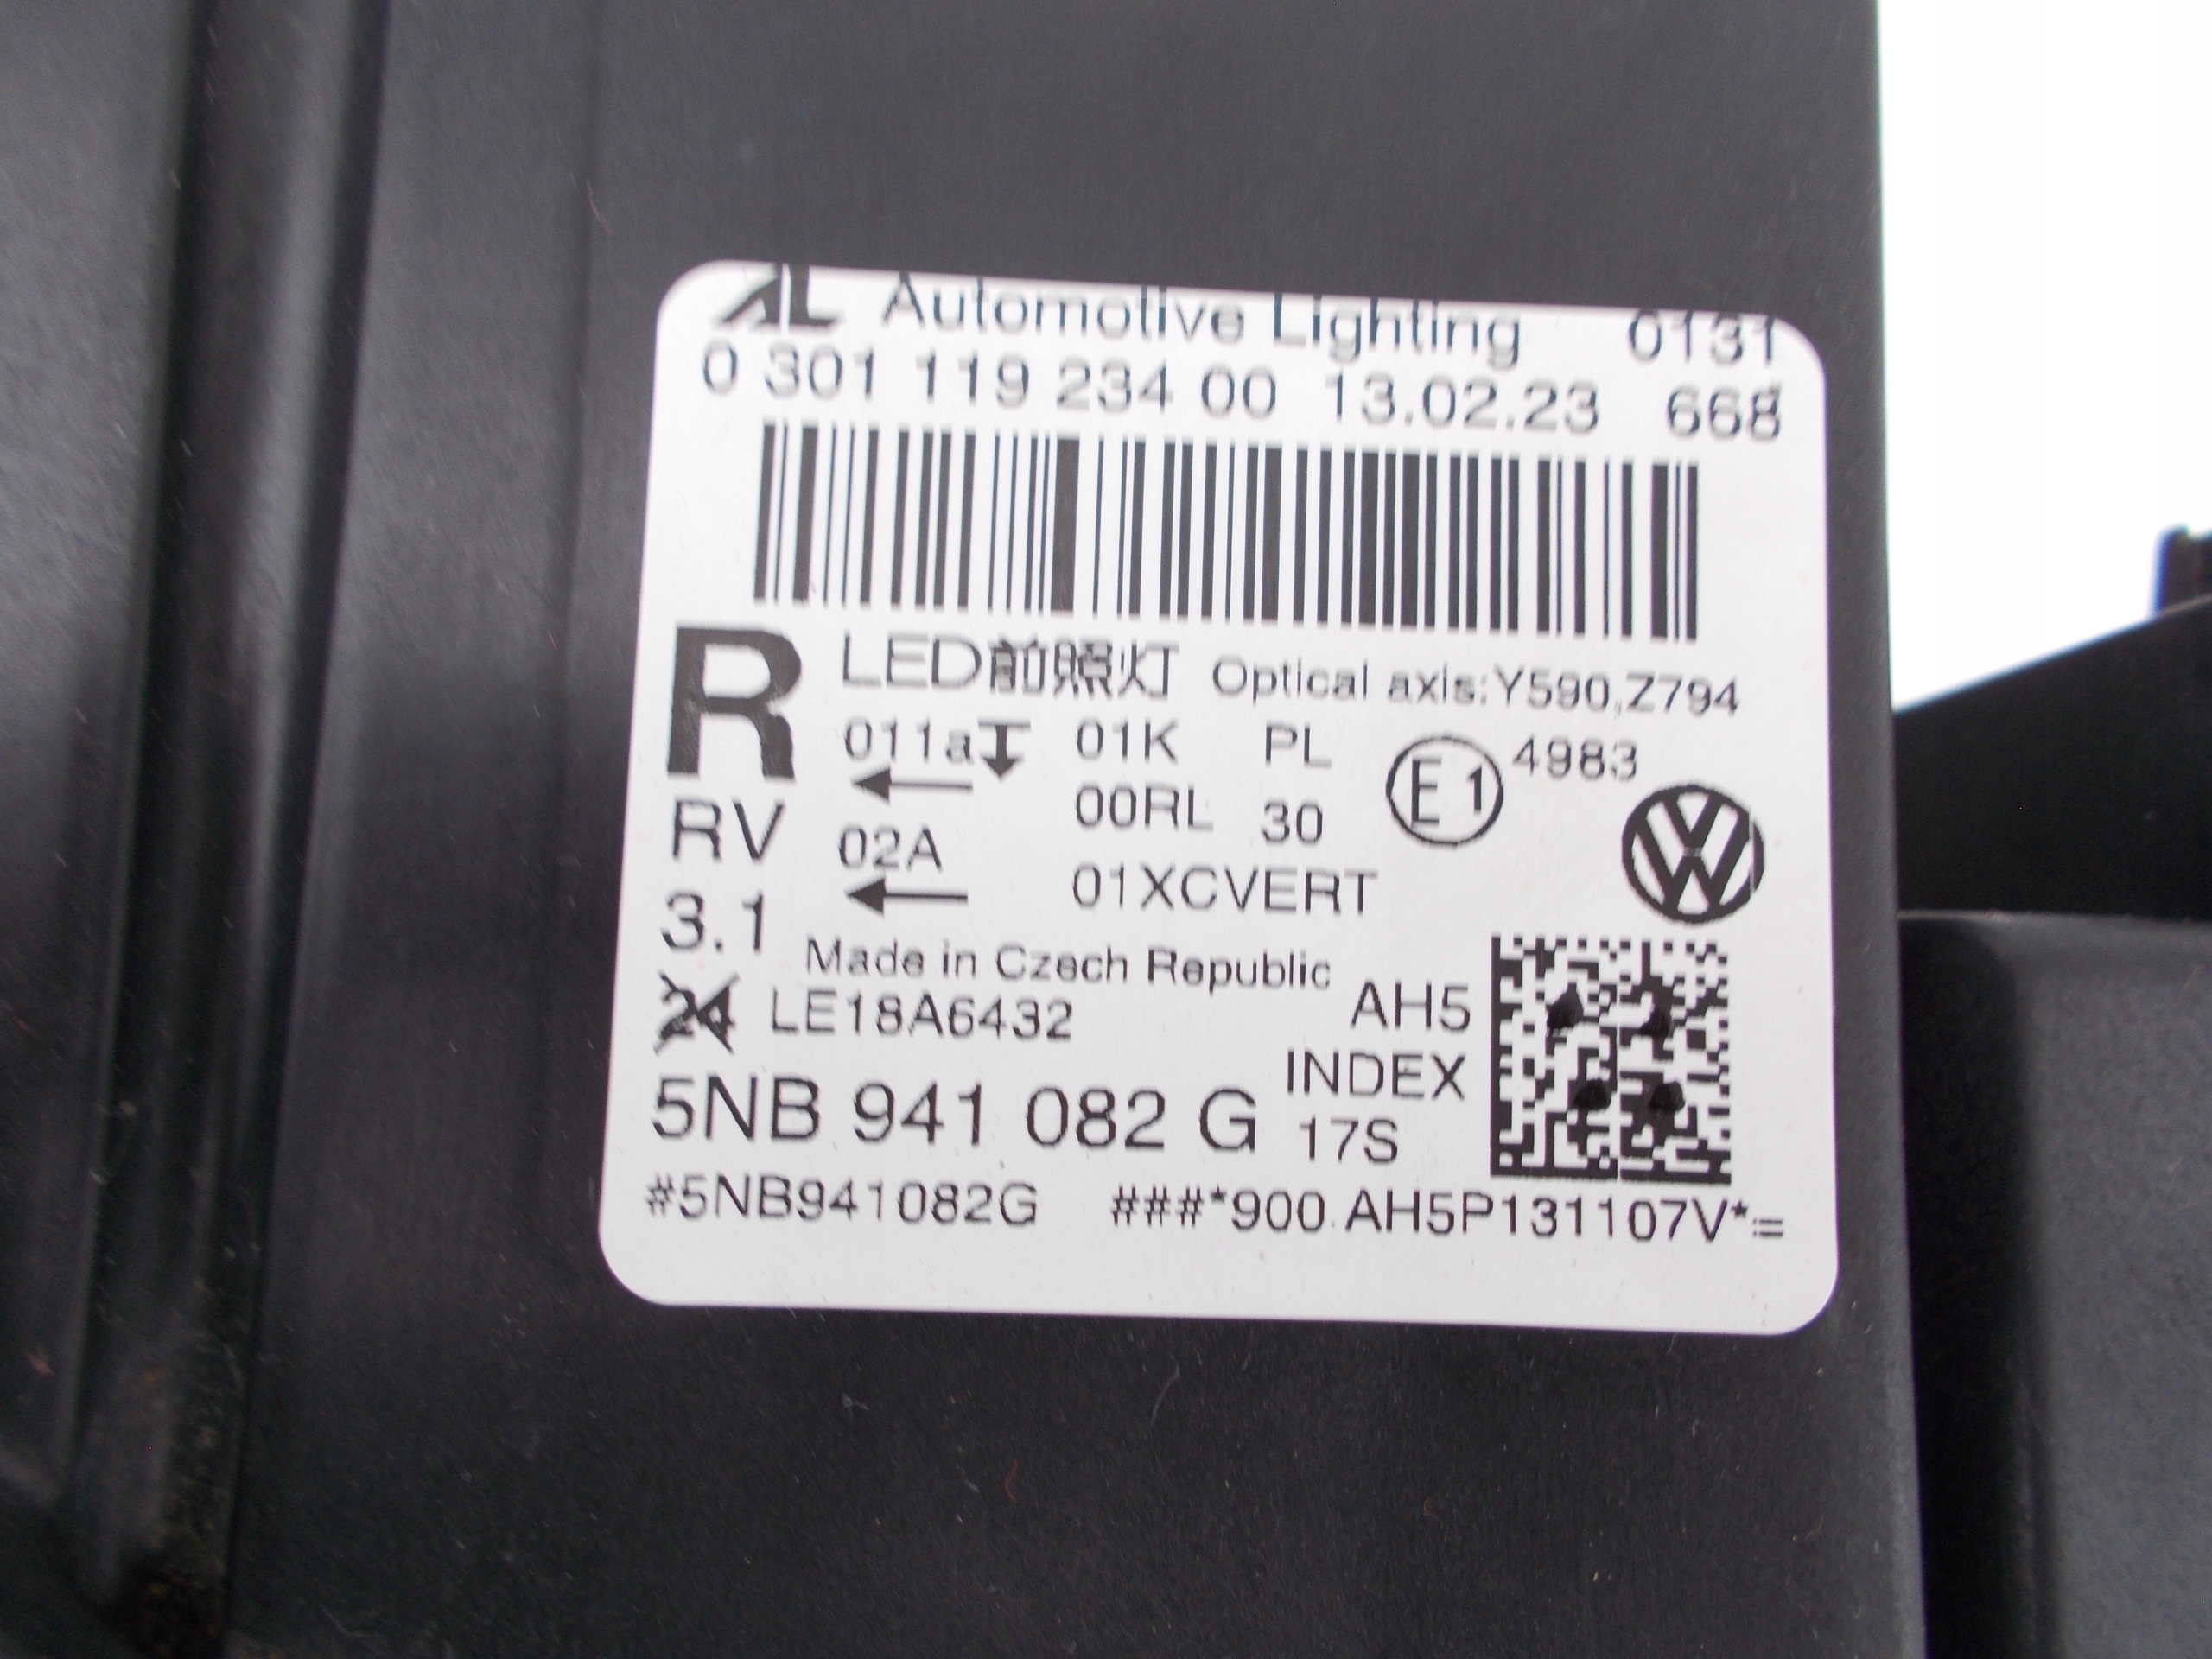 AL Automotive Lighting 0131
0 301 119 234 00 13.02.23 668
R LED前照灯 Optical axis:Y590,Z794
011a 01K PL E1 4983
RV 02A 00RL 30
3.1 01XCVERT
Made in Czech Republic
24 LE18A6432 AH5
5NB 941 082 G INDEX
17S
#5NB941082G ###*900 AH5P131107V*=